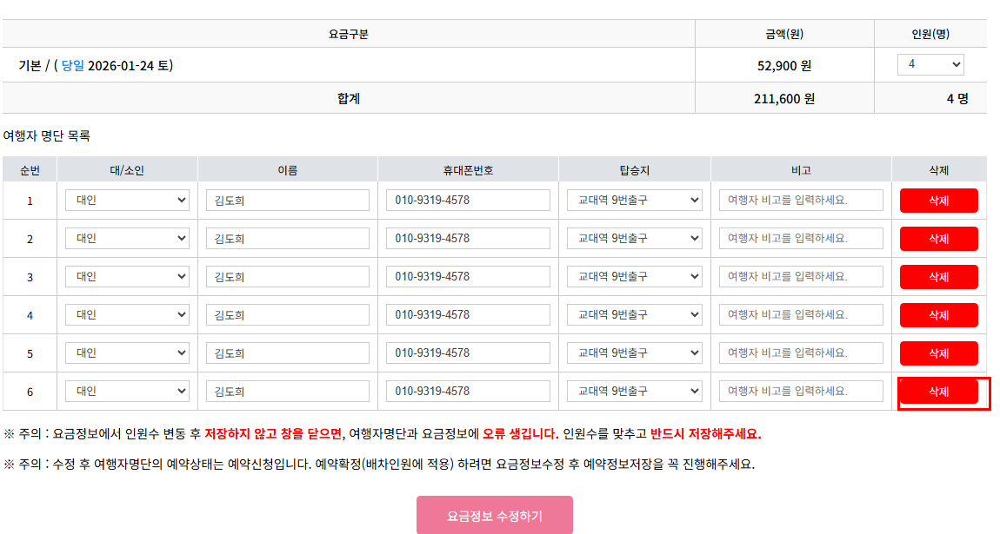 요금구분 금액(원) 인원(명)
기본 / ( 당일 2026-01-24 토) 52,900 원 4
합계 211,600 원 4 명
여행자 명단 목록
순번 대/소인 이름 휴대폰번호 탑승지 비고 삭제
1 대인 김도희 010-9319-4578 교대역 9번출구 여행자 비고를 입력하세요. 삭제
2 대인 김도희 010-9319-4578 교대역 9번출구 여행자 비고를 입력하세요. 삭제
3 대인 김도희 010-9319-4578 교대역 9번출구 여행자 비고를 입력하세요. 삭제
4 대인 김도희 010-9319-4578 교대역 9번출구 여행자 비고를 입력하세요. 삭제
5 대인 김도희 010-9319-4578 교대역 9번출구 여행자 비고를 입력하세요. 삭제
6 대인 김도희 010-9319-4578 교대역 9번출구 여행자 비고를 입력하세요. 삭제
※ 주의 : 요금정보에서 인원수 변동 후 저장하지 않고 창을 닫으면, 여행자명단과 요금정보에 오류 생깁니다. 인원수를 맞추고 반드시 저장해주세요.
※ 주의 : 수정 후 여행자명단의 예약상태는 예약신청입니다. 예약확정(배차인원에 적용) 하려면 요금정보수정 후 예약정보저장을 꼭 진행해주세요.
요금정보 수정하기